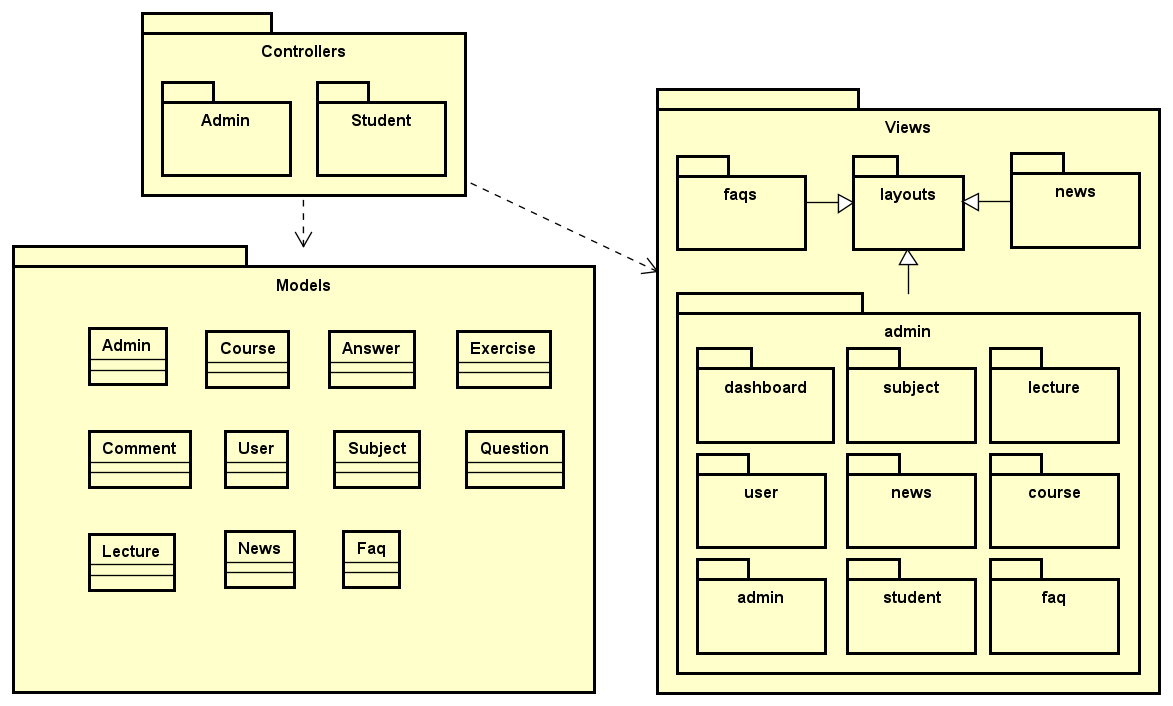 Controllers
Admin
Student
Models
Admin
Course
Answer
Exercise
Comment
User
Subject
Question
Lecture
News
Faq
Views
faqs
layouts
news
admin
dashboard
subject
lecture
user
news
course
admin
student
faq